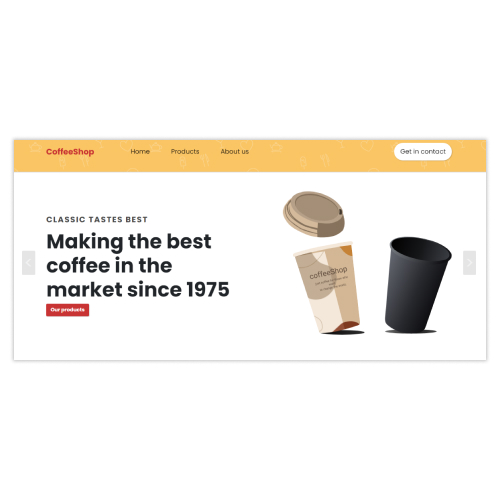 CoffeeShop
Home
Products
About us
Get in contact
CLASSIC TASTES BEST
Making the best
coffee in the
market since 1975
Our products
coffeeShop